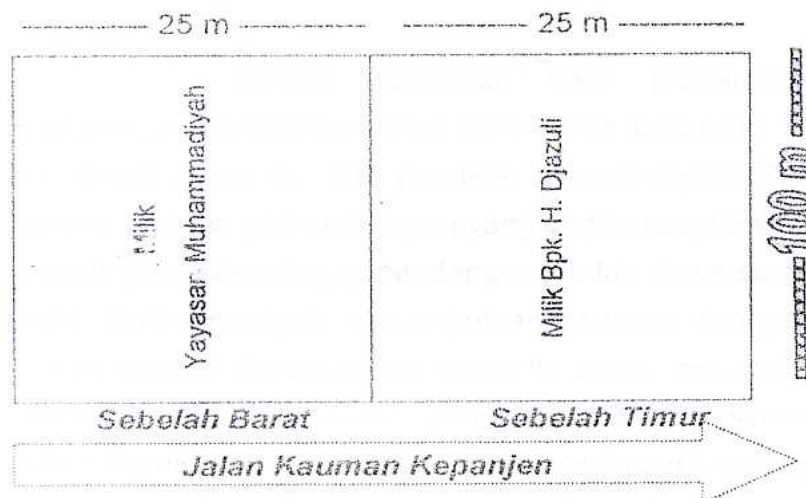 25 m
25 m
Milik
Yayasan Muhammadiyah
Milik Bpk. H. Djazuli
100 m
Sebelah Barat
Sebelah Timur
Jalan Kauman Kepanjen